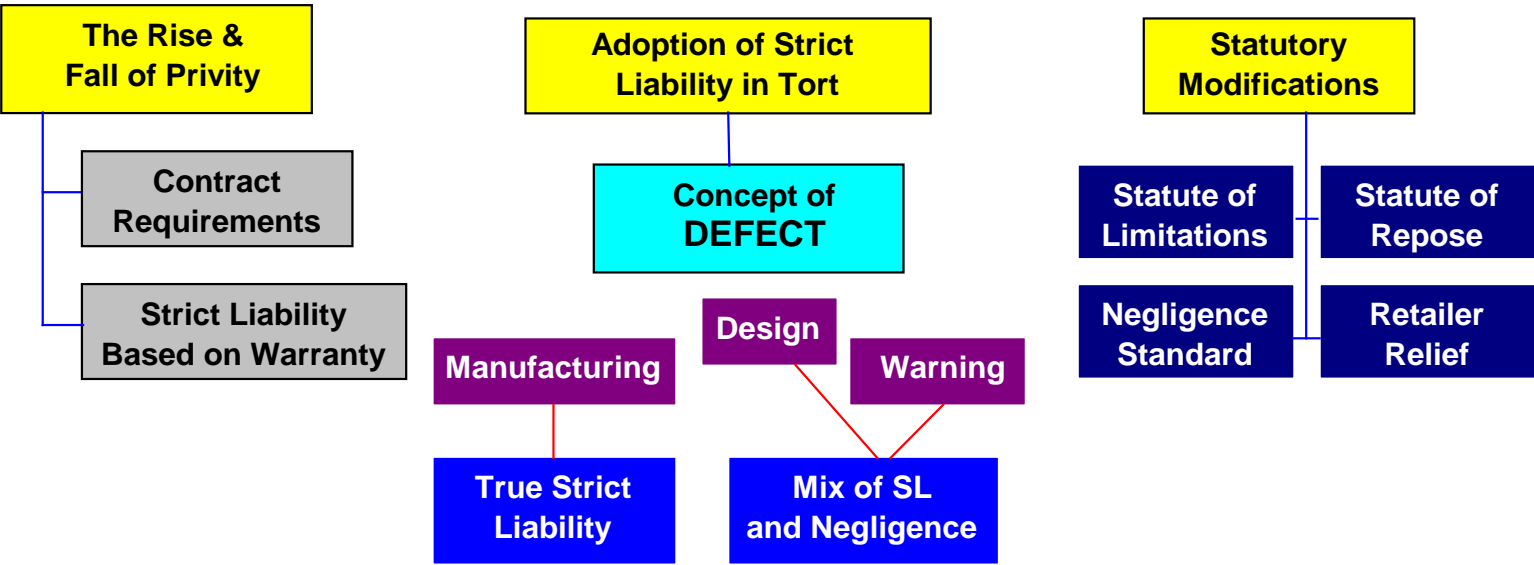 The Rise &
Fall of Privity
Contract
Requirements
Strict Liability
Based on Warranty
Adoption of Strict
Liability in Tort
Concept of
DEFECT
Manufacturing
Design
Warning
True Strict
Liability
Mix of SL
and Negligence
Statutory
Modifications
Statute of
Limitations
Statute of
Repose
Negligence
Standard
Retailer
Relief